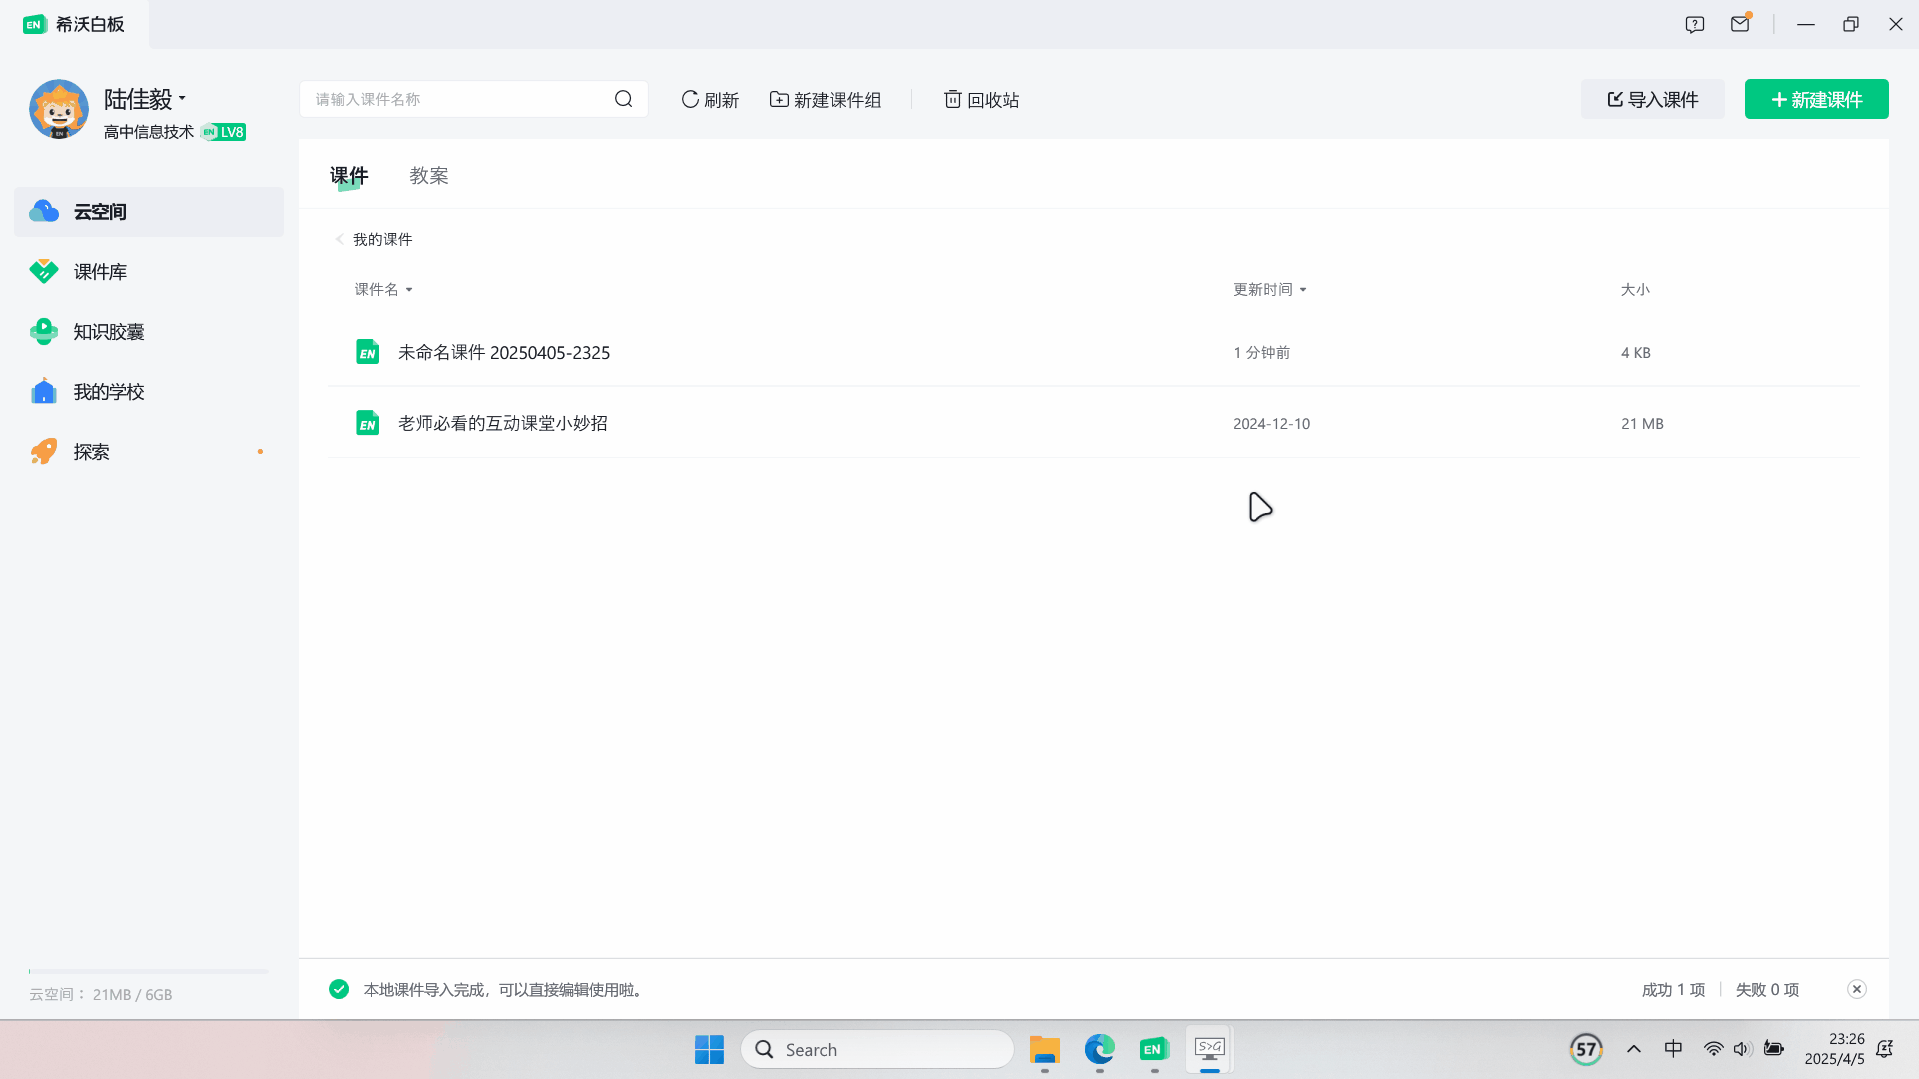 EN 希沃白板
陆佳毅
高中信息技术 EN LV8
请输入课件名称
刷新
新建课件组
回收站
导入课件
新建课件
云空间
课件库
知识胶囊
我的学校
探索
课件
教案
我的课件
课件名
更新时间
大小
EN 未命名课件 20250405-2325
1 分钟前
4 KB
EN 老师必看的互动课堂小妙招
2024-12-10
21 MB
云空间： 21MB / 6GB
本地课件导入完成，可以直接编辑使用啦。
成功 1 项
失败 0 项
Search
EN
S>G
57
中
23:26
2025/4/5